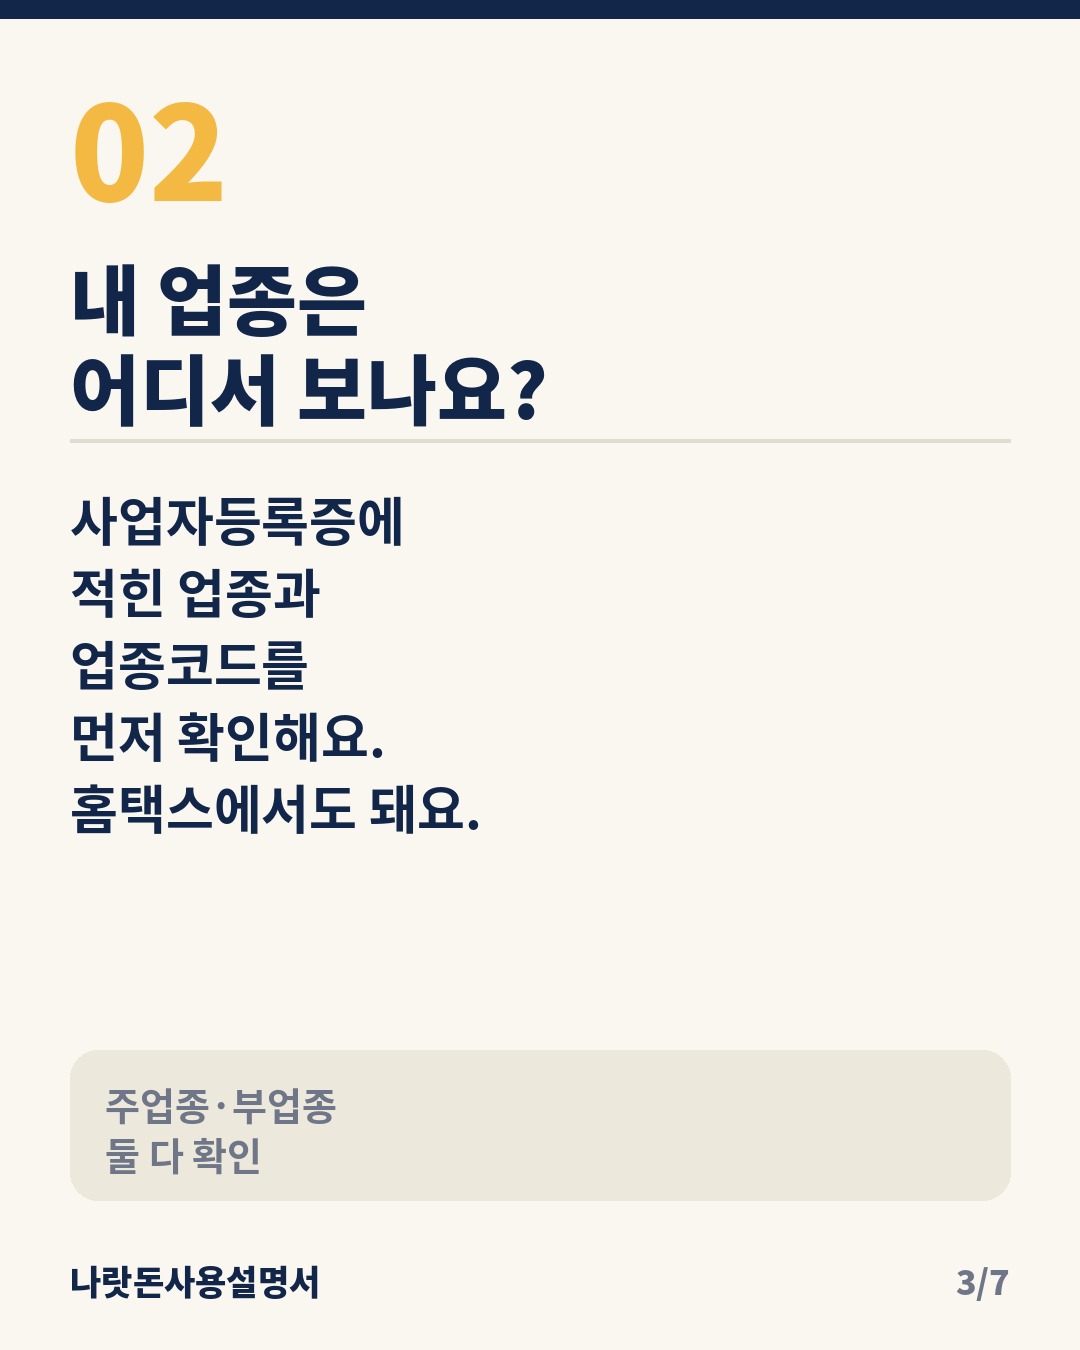 02
내 업종은
어디서 보나요?
사업자등록증에
적힌 업종과
업종코드를
먼저 확인해요.
홈택스에서도 돼요.
주업종·부업종
둘 다 확인
나랏돈사용설명서
3/7